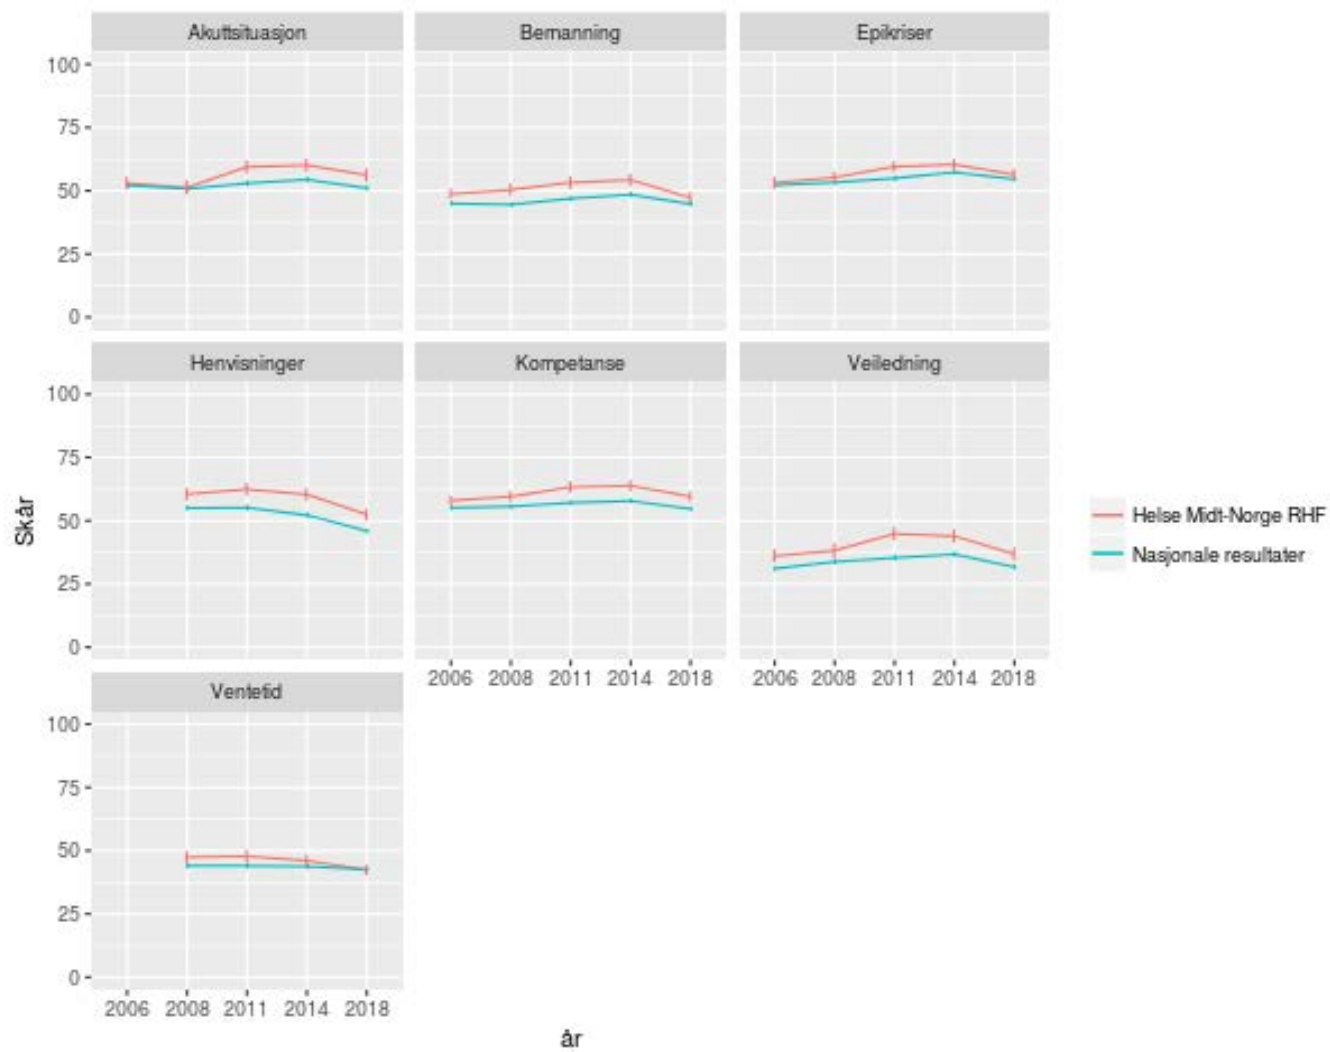 Akuttsituasjon Bemanning Epikriser
100
75
50
25
0
Henvisninger Kompetanse Veiledning
100
75
50
25
0
2006 2008 2011 2014 2018 2006 2008 2011 2014 2018
Ventetid
100
75
50
25
0
2006 2008 2011 2014 2018
år
Skår
Helse Midt-Norge RHF
Nasjonale resultater